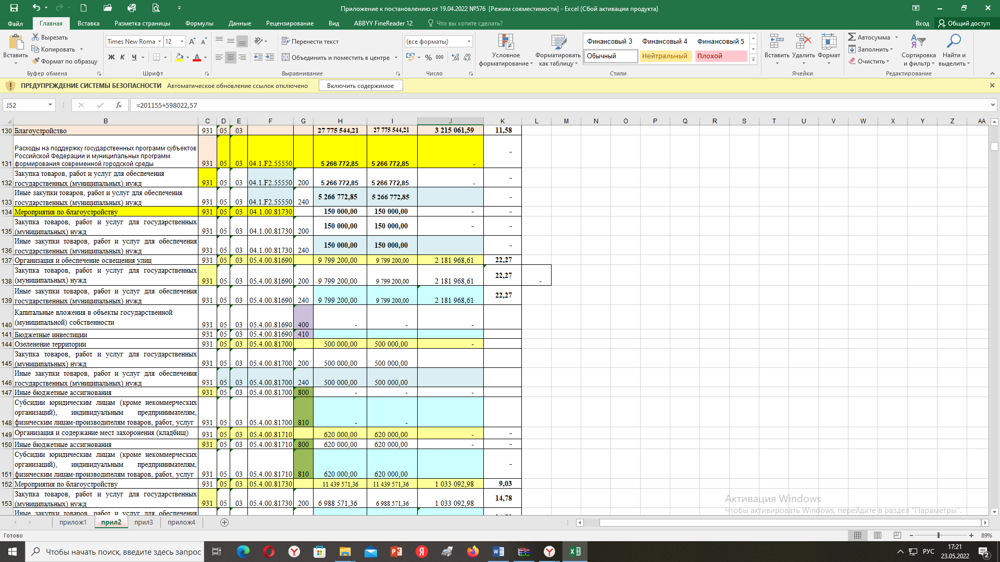 Приложение к постановлению от 19.04.2022 №576 [Режим совместимости] - Excel (Сбой активации продукта)
Файл Главная Вставка Разметка страницы Формулы Данные Рецензирование Вид ABBYY FineReader 12 Что вы хотите сделать? Вход Общий доступ
Вставить
Вырезать
Копировать
Формат по образцу
Буфер обмена
Times New Roma 12
Ж К Ч
Шрифт
Перенести текст
Объединить и поместить в центре
Выравнивание
(все форматы)
% 000
Число
Условное форматирование
Форматировать как таблицу
Финансовый 3 Финансовый 4 Финансовый 5
Обычный Нейтральный Плохой
Стили
Вставить Удалить Формат
Ячейки
Автосумма
Заполнить
Очистить
Сортировка и фильтр
Найти и выделить
Редактирование
ПРЕДУПРЕЖДЕНИЕ СИСТЕМЫ БЕЗОПАСНОСТИ Автоматическое обновление ссылок отключено Включить содержимое
J52 fx =201155+598022,57
B C D E F G H I J K L M N O P Q R S T U V W X Y Z AA
130 Благоустройство 931 05 03 27 775 544,21 27 775 544,21 3 215 061,59 11,58
Расходы на поддержку государственных программ субъектов
Российской Федерации и муниципальных программ
131 формирования современной городской среды 931 05 03 04.1.F2.55550 5 266 772,85 5 266 772,85 - -
Закупка товаров, работ и услуг для обеспечения
132 государственных (муниципальных) нужд 931 05 03 04.1.F2.55550 200 5 266 772,85 5 266 772,85 - -
Иные закупки товаров, работ и услуг для обеспечения
133 государственных (муниципальных) нужд 931 05 03 04.1.F2.55550 240 5 266 772,85 5 266 772,85 -
134 Мероприятия по благоустройству 931 05 03 04.1.00.81730 150 000,00 150 000,00 - -
Закупка товаров, работ и услуг для государственных
135 (муниципальных) нужд 931 05 03 04.1.00.81730 200 150 000,00 150 000,00 - -
Иные закупки товаров, работ и услуг для обеспечения
136 государственных (муниципальных) нужд 931 05 03 04.1.00.81730 240 150 000,00 150 000,00 -
137 Организация и обеспечение освещения улиц 931 05 03 05.4.00.81690 9 799 200,00 9 799 200,00 2 181 968,61 22,27
Закупка товаров, работ и услуг для государственных
138 (муниципальных) нужд 931 05 03 05.4.00.81690 200 9 799 200,00 9 799 200,00 2 181 968,61 22,27 -
Иные закупки товаров, работ и услуг для обеспечения
139 государственных (муниципальных) нужд 931 05 03 05.4.00.81690 240 9 799 200,00 9 799 200,00 2 181 968,61 22,27
Капитальные вложения в объекты государственной
140 (муниципальной) собственности 931 05 03 05.4.00.81690 400 - - -
141 Бюджетные инвестиции 931 05 03 05.4.00.81690 410
144 Озеленение территории 931 05 03 05.4.00.81700 500 000,00 500 000,00 -
Закупка товаров, работ и услуг для государственных
145 (муниципальных) нужд 931 05 03 05.4.00.81700 200 500 000,00 500 000,00
Иные закупки товаров, работ и услуг для обеспечения
146 государственных (муниципальных) нужд 931 05 03 05.4.00.81700 240 500 000,00 500 000,00
147 Иные бюджетные ассигнования 931 05 03 05.4.00.81700 800 - - -
Субсидии юридическим лицам (кроме некоммерческих
организаций), индивидуальным предпринимателям,
148 физическим лицам-производителям товаров, работ, услуг 931 05 03 05.4.00.81700 810 - -
149 Организация и содержание мест захоронения (кладбищ) 931 05 03 05.4.00.81710 620 000,00 620 000,00 - -
150 Иные бюджетные ассигнования 931 05 03 05.4.00.81710 800 620 000,00 620 000,00 - -
Субсидии юридическим лицам (кроме некоммерческих
организаций), индивидуальным предпринимателям,
151 физическим лицам-производителям товаров, работ, услуг 931 05 03 05.4.00.81710 810 620 000,00 620 000,00 -
152 Мероприятия по благоустройству 931 05 03 05.4.00.81730 11 439 571,36 11 439 571,36 1 033 092,98 9,03
Закупка товаров, работ и услуг для государственных
153 (муниципальных) нужд 931 05 03 05.4.00.81730 200 6 988 571,36 6 988 571,36 1 033 092,98 14,78
Иные закупки товаров, работ и услуг для обеспечения
Активация Windows
Чтобы активировать Windows, перейдите в раздел "Параметры".
прилож1 прил2 прил3 прилож4
Готово 89%
Чтобы начать поиск, введите здесь запрос
РУС 17:21
23.05.2022 2